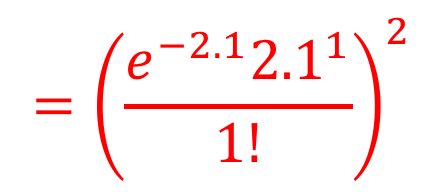 = (e^{-2.1} 2.1^1 / 1!)^2